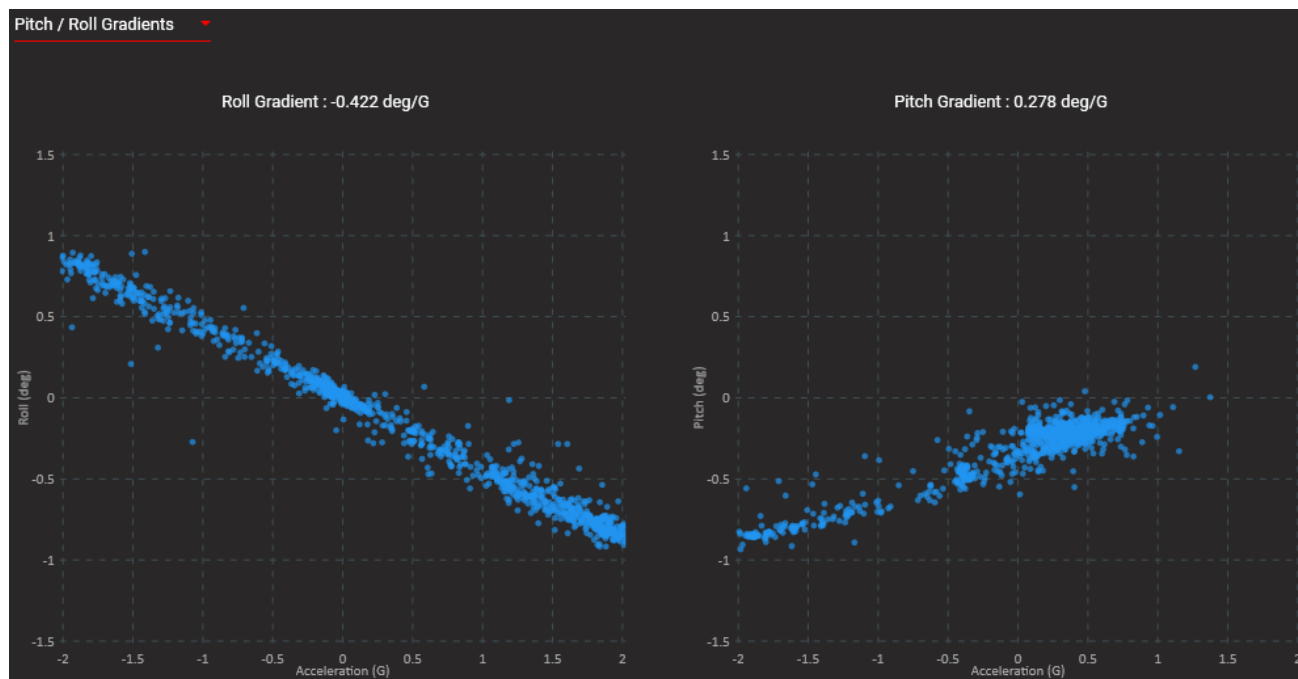 Pitch / Roll Gradients
Roll Gradient : -0.422 deg/G
1.5
1
0.5
0
-0.5
-1
-1.5
Roll (deg)
-2 -1.5 -1 -0.5 0 0.5 1 1.5 2
Acceleration (G)
Pitch Gradient : 0.278 deg/G
1.5
1
0.5
0
-0.5
-1
-1.5
Pitch (deg)
-2 -1.5 -1 -0.5 0 0.5 1 1.5 2
Acceleration (G)